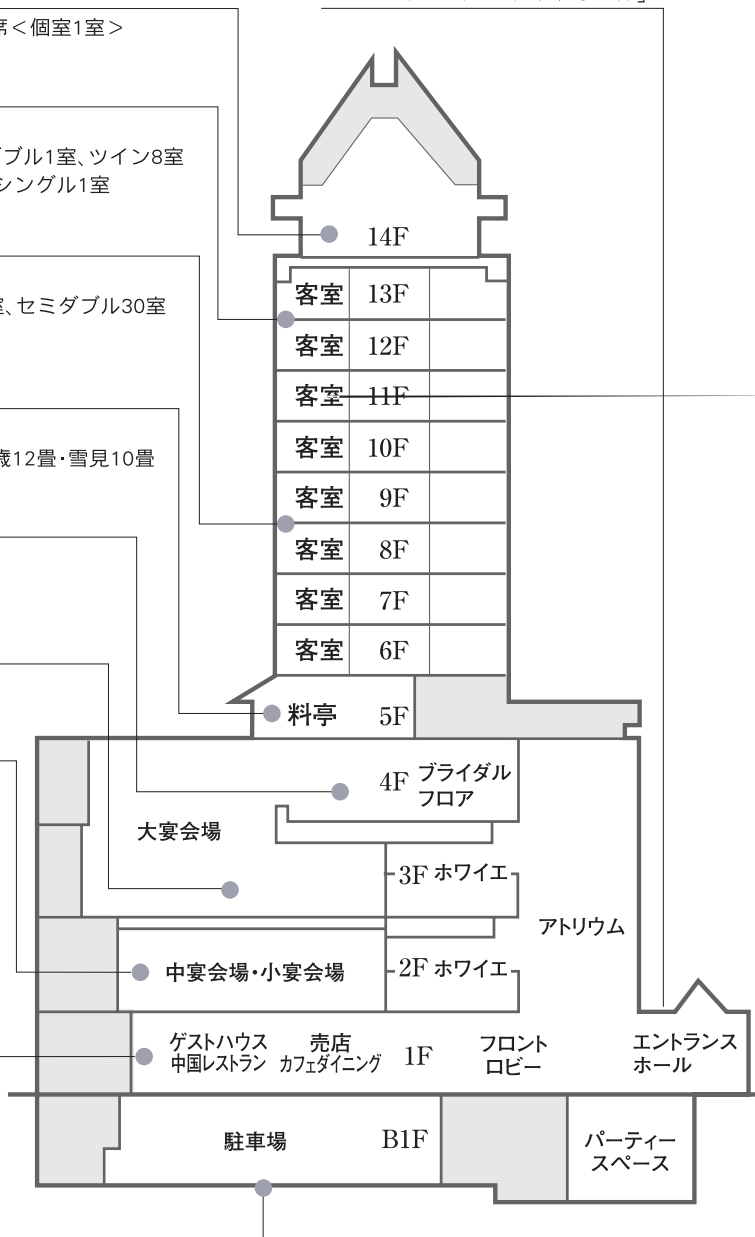 席＜個室1室＞
ブル1室、ツイン8室
シングル1室
14F
客室 13F
、セミダブル30室
客室 12F
客室 11F
客室 10F
歳12畳・雪見10畳
客室 9F
客室 8F
客室 7F
客室 6F
料亭 5F
4F ブライダル
フロア
大宴会場
3F ホワイエ
アトリウム
中宴会場・小宴会場
2F ホワイエ
ゲストハウス
中国レストラン
売店
カフェダイニング
1F
フロント
ロビー
エントランス
ホール
駐車場
B1F
パーティー
スペース